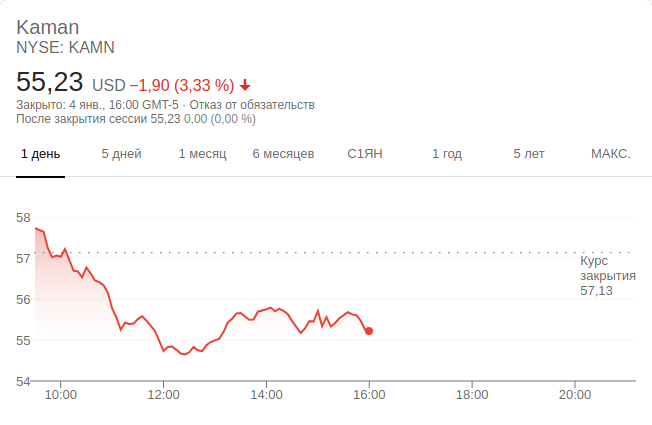 Kaman
NYSE: KAMN
55,23 USD −1,90 (3,33 %)
Закрыто: 4 янв., 16:00 GMT-5 · Отказ от обязательств
После закрытия сессии 55,23 0,00 (0,00 %)
1 день 5 дней 1 месяц 6 месяцев С1ЯН 1 год 5 лет МАКС.
58
57
Курс
закрытия
57,13
56
55
54
10:00 12:00 14:00 16:00 18:00 20:00